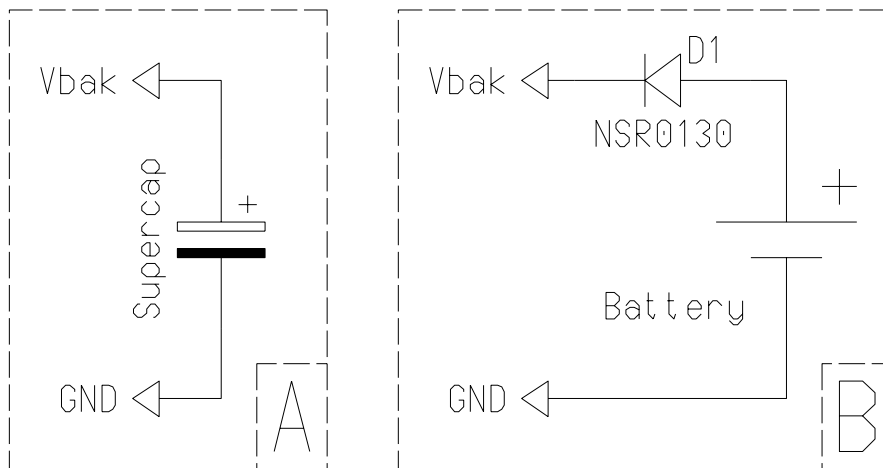 Vbak
+
Supercap
GND
A
Vbak
D1
NSR0130
+
Battery
GND
B